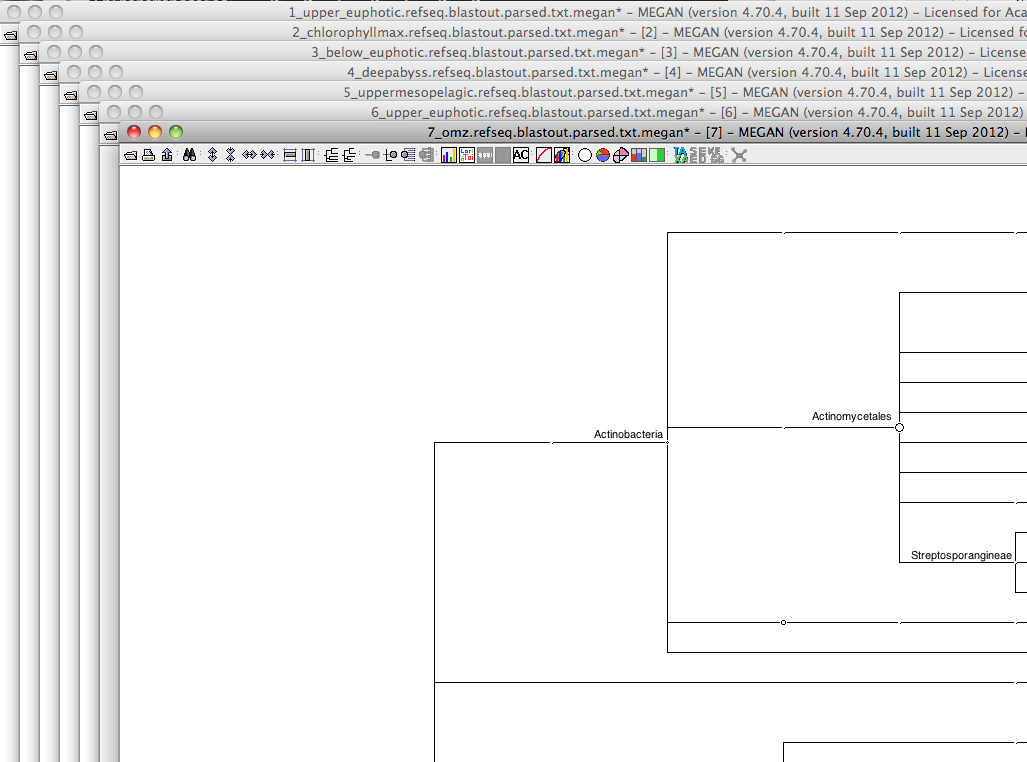 1_upper_euphotic.refseq.blastout.parsed.txt.megan* – MEGAN (version 4.70.4, built 11 Sep 2012) – Licensed for Aca
2_chlorophyllmax.refseq.blastout.parsed.txt.megan* – [2] – MEGAN (version 4.70.4, built 11 Sep 2012) – Licensed fo
3_below_euphotic.refseq.blastout.parsed.txt.megan* – [3] – MEGAN (version 4.70.4, built 11 Sep 2012) – License
4_deepabyss.refseq.blastout.parsed.txt.megan* – [4] – MEGAN (version 4.70.4, built 11 Sep 2012) – License
5_uppermesopelagic.refseq.blastout.parsed.txt.megan* – [5] – MEGAN (version 4.70.4, built 11 Sep 2012) –
6_upper_euphotic.refseq.blastout.parsed.txt.megan* – [6] – MEGAN (version 4.70.4, built 11 Sep 2012)
7_omz.refseq.blastout.parsed.txt.megan* – [7] – MEGAN (version 4.70.4, built 11 Sep 2012) –
AC
Actinomycetales
Actinobacteria
Streptosporangineae